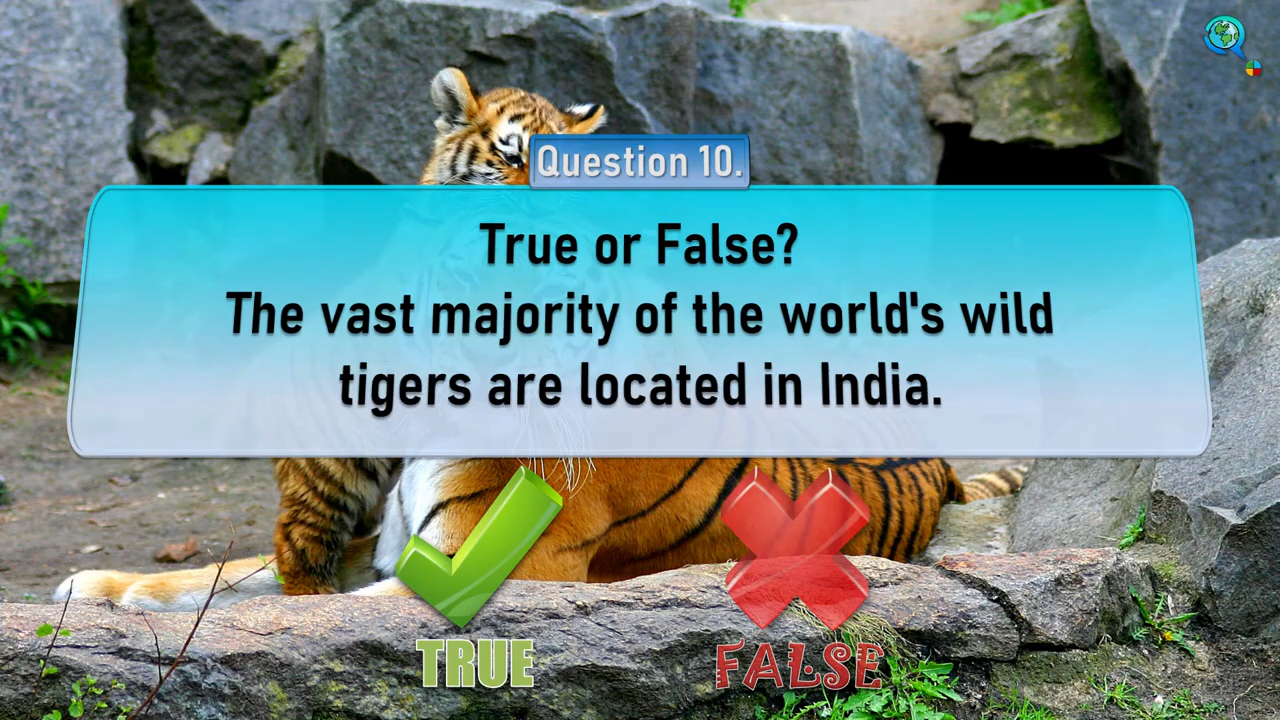 Question 10.
True or False?
The vast majority of the world's wild
tigers are located in India.
TRUE
FALSE